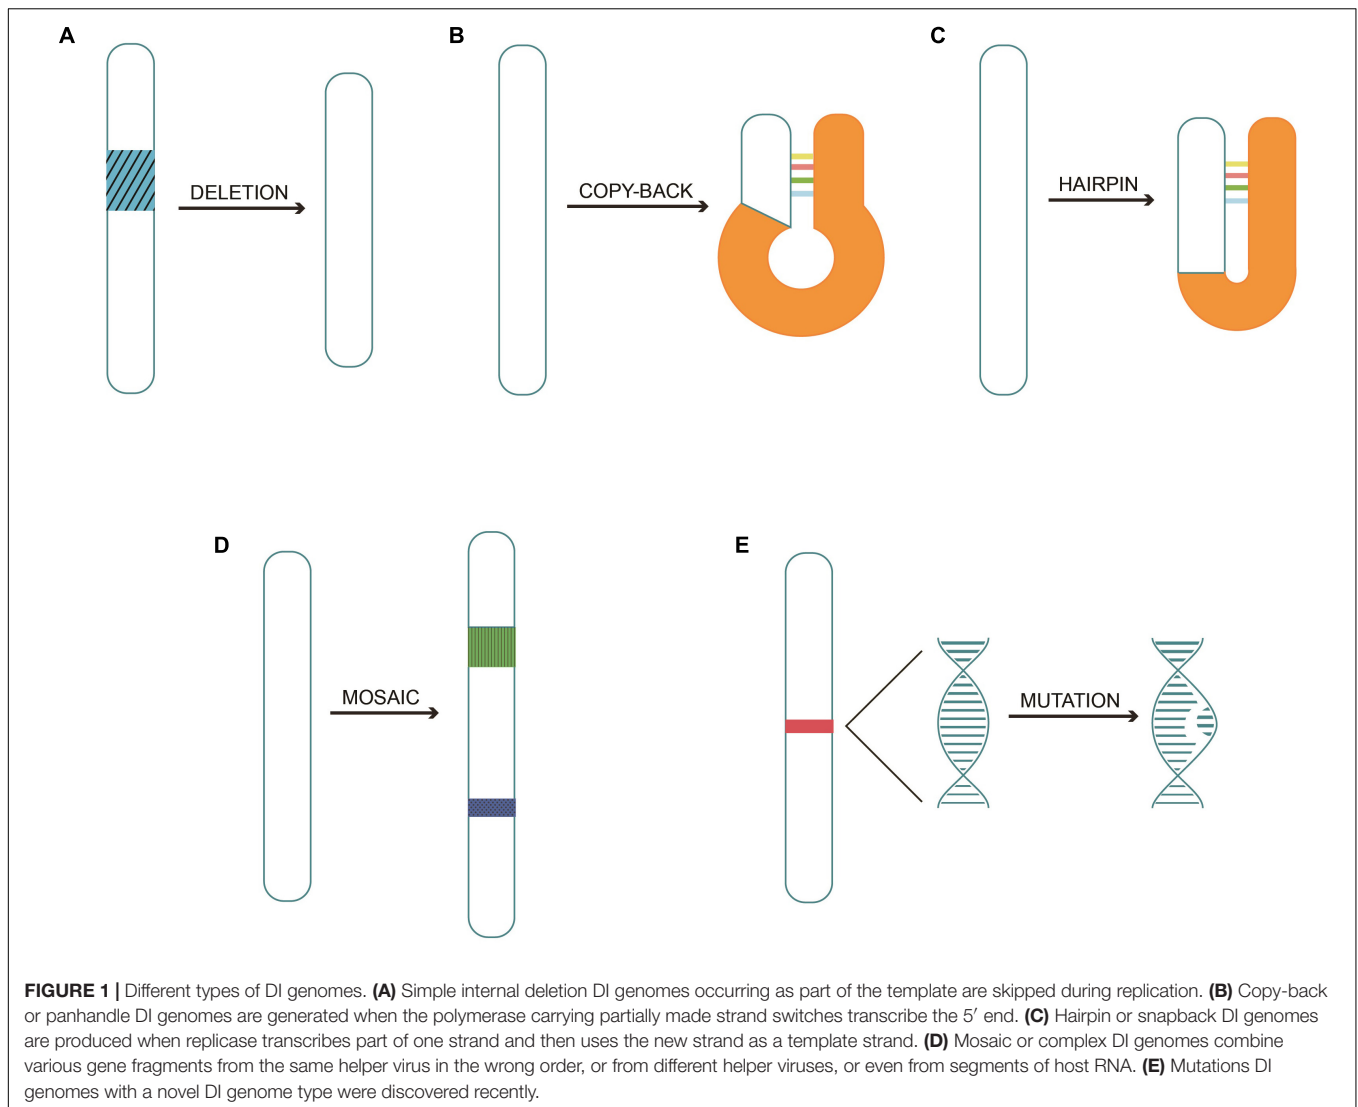 A
B
C
DELETION
COPY-BACK
HAIRPIN
D
E
MOSAIC
MUTATION
FIGURE 1 | Different types of DI genomes. (A) Simple internal deletion DI genomes occurring as part of the template are skipped during replication. (B) Copy-back
or panhandle DI genomes are generated when the polymerase carrying partially made strand switches transcribe the 5′ end. (C) Hairpin or snapback DI genomes
are produced when replicase transcribes part of one strand and then uses the new strand as a template strand. (D) Mosaic or complex DI genomes combine
various gene fragments from the same helper virus in the wrong order, or from different helper viruses, or even from segments of host RNA. (E) Mutations DI
genomes with a novel DI genome type were discovered recently.